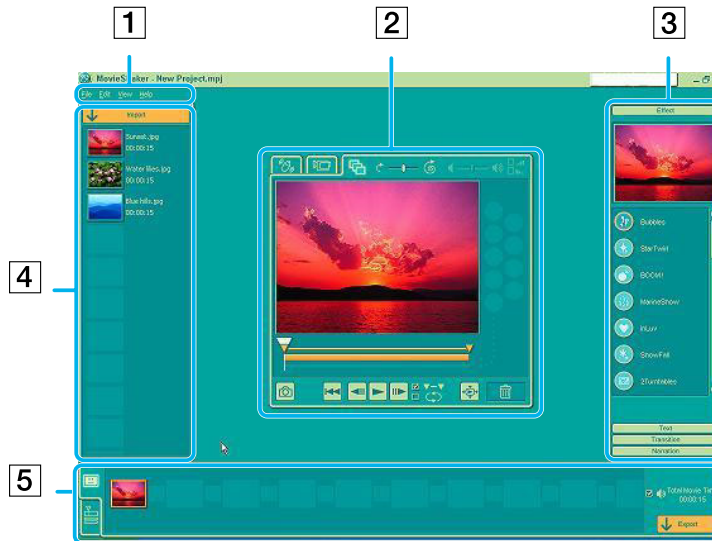 1 2 3
MovieShaker - New Project.mpj
File Edit View Help
Import
Sunset.jpg
00:00:15
Water lilies.jpg
00:00:15
Blue hills.jpg
00:00:15
Effect
Bubbles
StarTwirl
BOOM!
MarineSnow
InLuv
SnowFall
2Turntables
Text
Transition
Narration
4
5
Total Movie Tim
00:00:15
Export